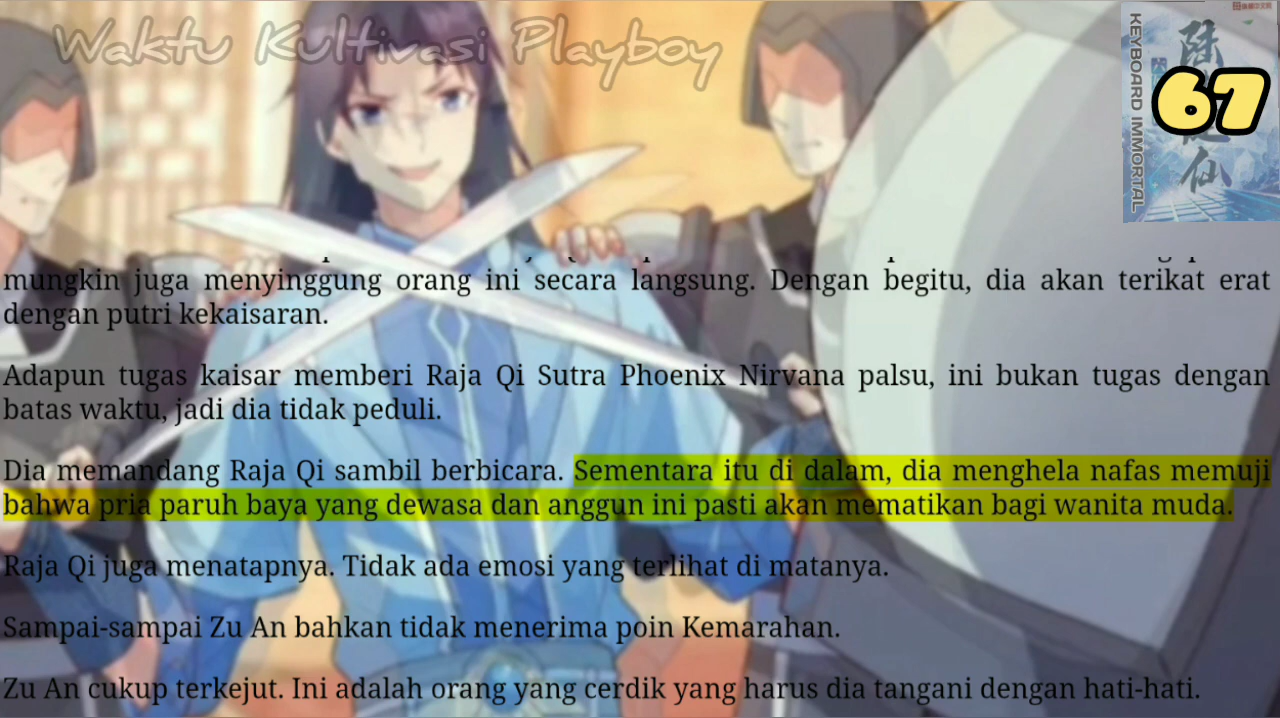 Waktu Kultivasi Playboy
KEYBOARD IMMORTAL
67
mungkin juga menyinggung orang ini secara langsung. Dengan begitu, dia akan terikat erat
dengan putri kekaisaran.
Adapun tugas kaisar memberi Raja Qi Sutra Phoenix Nirvana palsu, ini bukan tugas dengan
batas waktu, jadi dia tidak peduli.
Dia memandang Raja Qi sambil berbicara. Sementara itu di dalam, dia menghela nafas memuji
bahwa pria paruh baya yang dewasa dan anggun ini pasti akan mematikan bagi wanita muda.
Raja Qi juga menatapnya. Tidak ada emosi yang terlihat di matanya.
Sampai-sampai Zu An bahkan tidak menerima poin Kemarahan.
Zu An cukup terkejut. Ini adalah orang yang cerdik yang harus dia tangani dengan hati-hati.